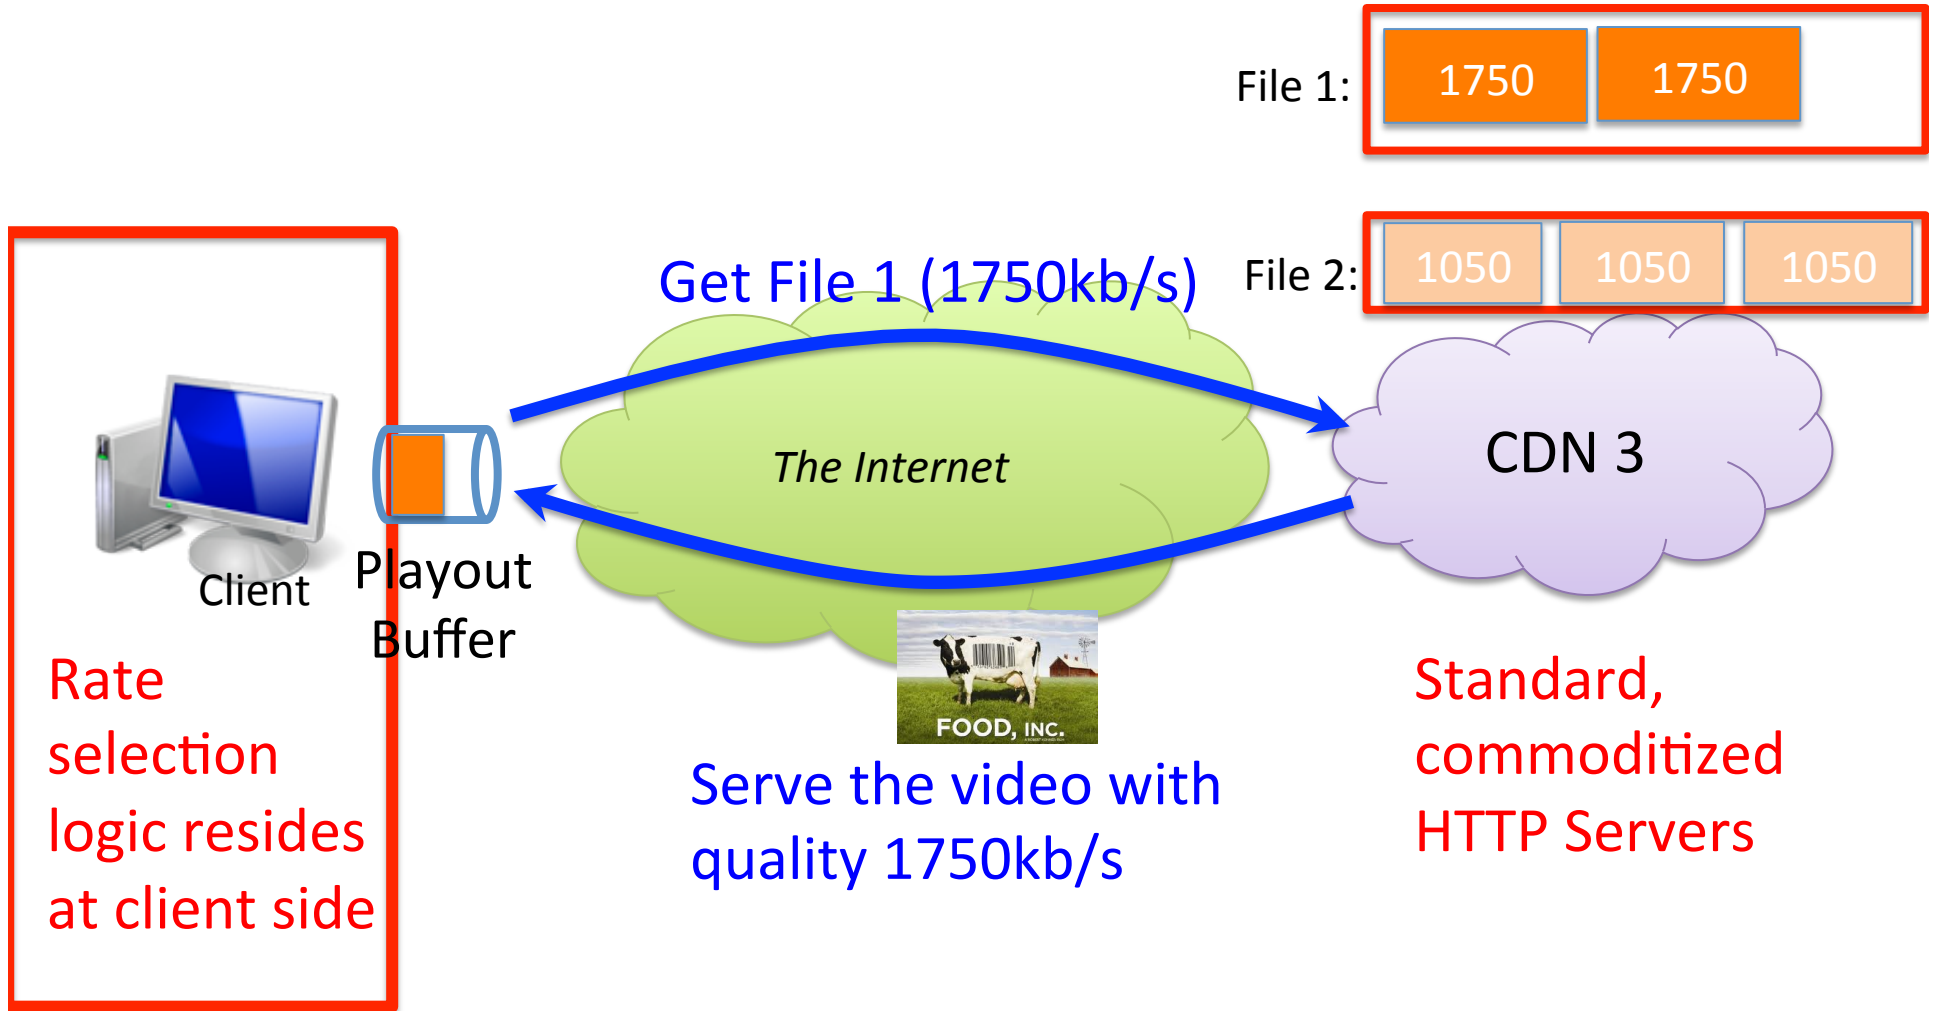 File 1:
1750
1750
File 2:
1050
1050
1050
Get File 1 (1750kb/s)
The Internet
CDN 3
Client
Playout
Buffer
FOOD, INC.
Rate
selection
logic resides
at client side
Serve the video with
quality 1750kb/s
Standard,
commoditized
HTTP Servers